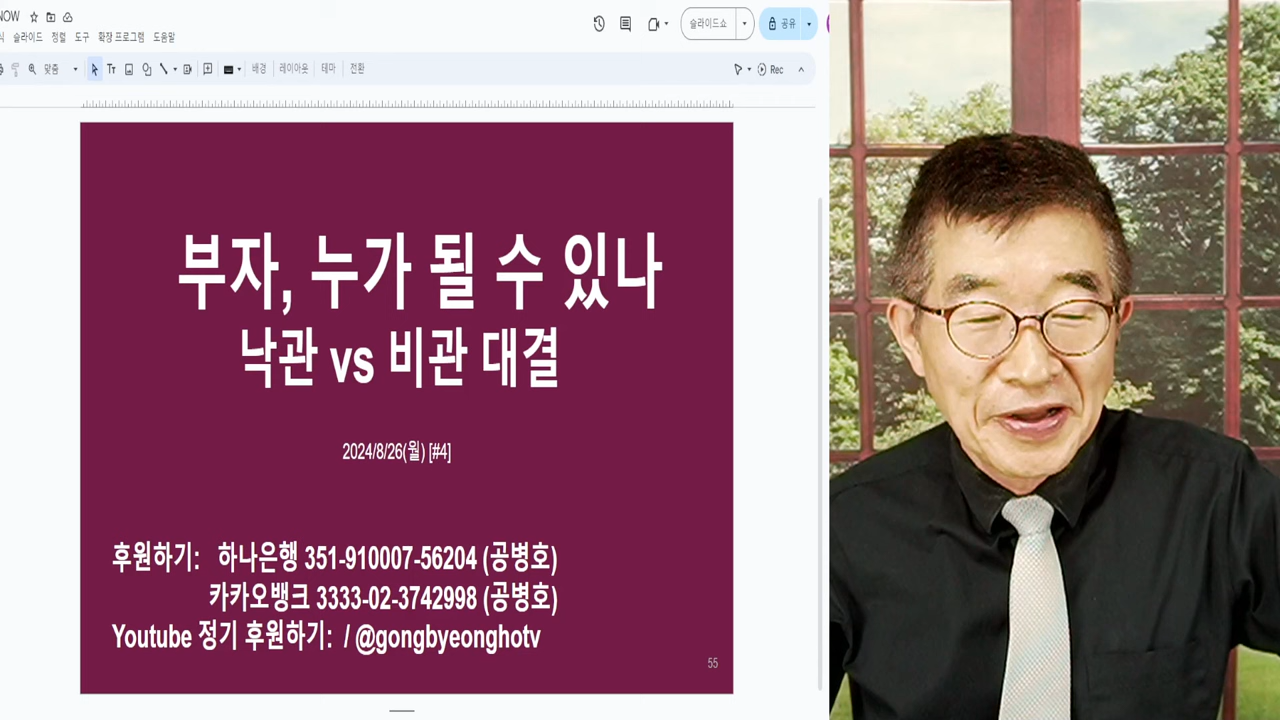 NOW
슬라이드 정렬 도구 확장 프로그램 도움말
슬라이드쇼
공유
맞춤
배경 레이아웃 테마 전환
Rec
부자, 누가 될 수 있나
낙관 vs 비관 대결
2024/8/26(월) [#4]
후원하기: 하나은행 351-910007-56204 (공병호)
카카오뱅크 3333-02-3742998 (공병호)
Youtube 정기 후원하기: / @gongbyeonghotv
55